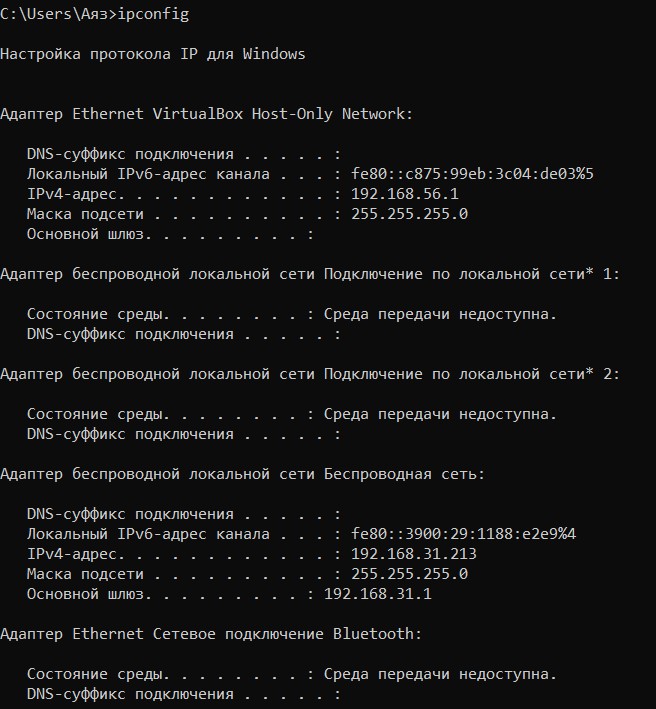 C:\Users\Аяз>ipconfig
Настройка протокола IP для Windows
Адаптер Ethernet VirtualBox Host-Only Network:
DNS-суффикс подключения . . . . . :
Локальный IPv6-адрес канала . . . : fe80::c875:99eb:3c04:de03%5
IPv4-адрес. . . . . . . . . . . . : 192.168.56.1
Маска подсети . . . . . . . . . . : 255.255.255.0
Основной шлюз. . . . . . . . . :
Адаптер беспроводной локальной сети Подключение по локальной сети* 1:
Состояние среды. . . . . . . . : Среда передачи недоступна.
DNS-суффикс подключения . . . . . :
Адаптер беспроводной локальной сети Подключение по локальной сети* 2:
Состояние среды. . . . . . . . : Среда передачи недоступна.
DNS-суффикс подключения . . . . . :
Адаптер беспроводной локальной сети Беспроводная сеть:
DNS-суффикс подключения . . . . . :
Локальный IPv6-адрес канала . . . : fe80::3900:29:1188:e2e9%4
IPv4-адрес. . . . . . . . . . . . : 192.168.31.213
Маска подсети . . . . . . . . . . : 255.255.255.0
Основной шлюз. . . . . . . . . : 192.168.31.1
Адаптер Ethernet Сетевое подключение Bluetooth:
Состояние среды. . . . . . . . : Среда передачи недоступна.
DNS-суффикс подключения . . . . . :